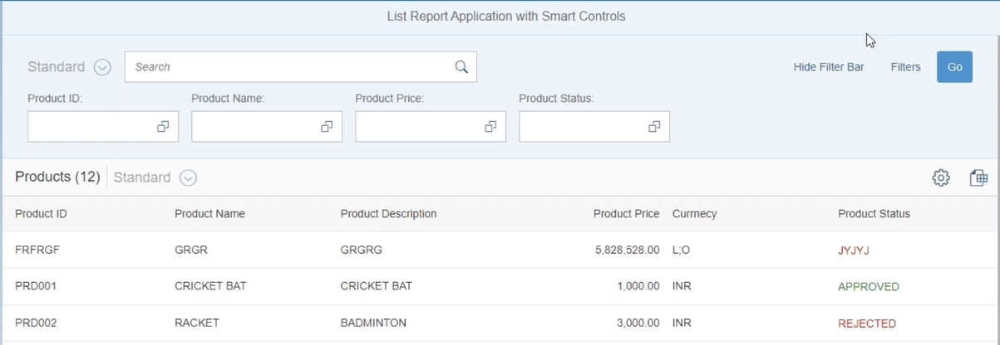 List Report Application with Smart Controls
Standard Search Hide Filter Bar Filters Go
Product ID: Product Name: Product Price: Product Status:
Products (12) Standard
Product ID Product Name Product Description Product Price Currnecy Product Status
FRFRGF GRGR GRGRG 5,828,528.00 L;O JYJYJ
PRD001 CRICKET BAT CRICKET BAT 1,000.00 INR APPROVED
PRD002 RACKET BADMINTON 3,000.00 INR REJECTED